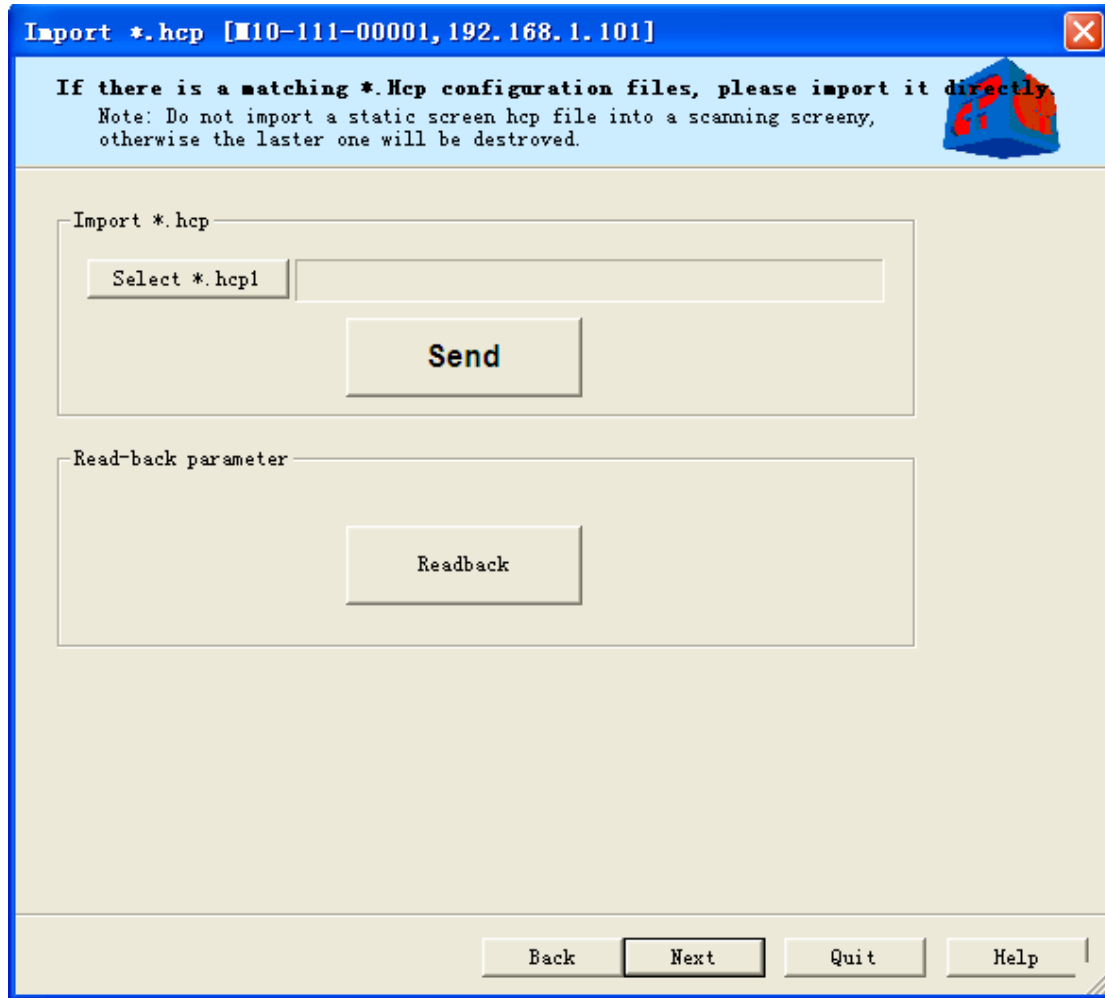 Import *.hcp [M10-111-00001,192.168.1.101]
If there is a matching *.Hcp configuration files, please import it directly.
Note: Do not import a static screen hcp file into a scanning screeny,
otherwise the laster one will be destroved.
Import *.hcp
Select *.hcp1
Send
Read-back parameter
Readback
Back Next Quit Help